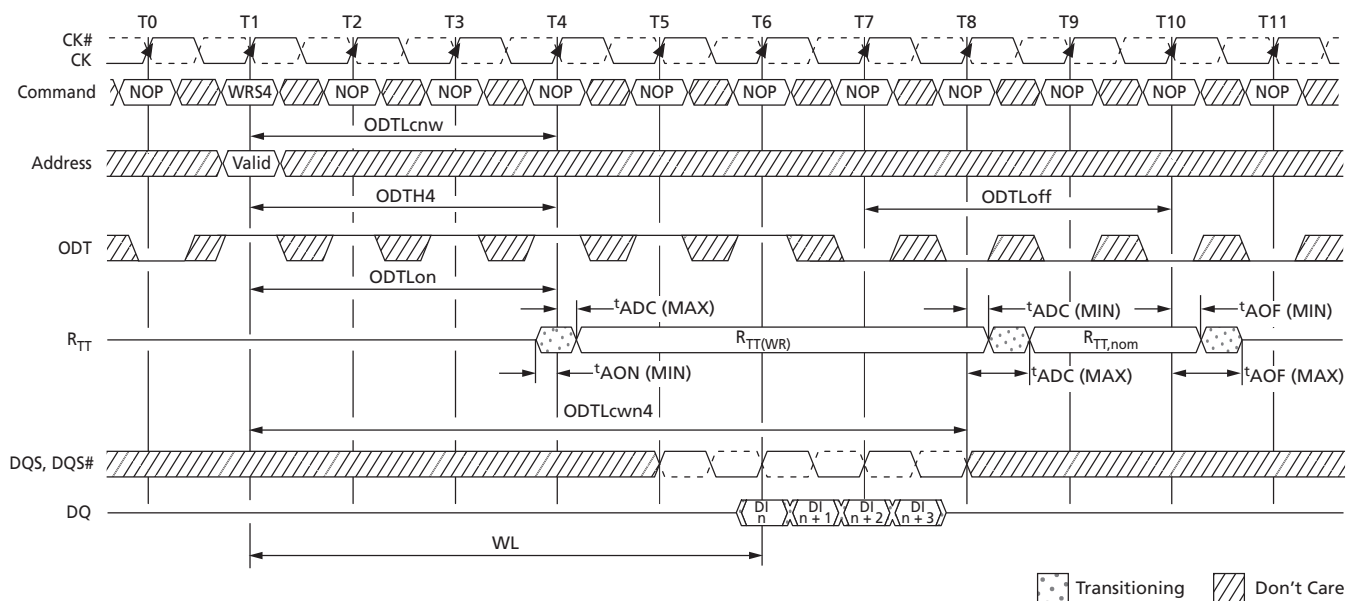 T0 T1 T2 T3 T4 T5 T6 T7 T8 T9 T10 T11
CK#
CK
Command NOP WRS4 NOP NOP NOP NOP NOP NOP NOP NOP NOP NOP
ODTLcnw
Address Valid
ODTH4 ODTLoff
ODT
ODTLon
tADC (MAX) tADC (MIN) tAOF (MIN)
RTT RTT(WR) RTT,nom
tAON (MIN) tADC (MAX) tAOF (MAX)
ODTLcwn4
DQS, DQS#
DQ DI n DI n + 1 DI n + 2 DI n + 3
WL
Transitioning Don't Care